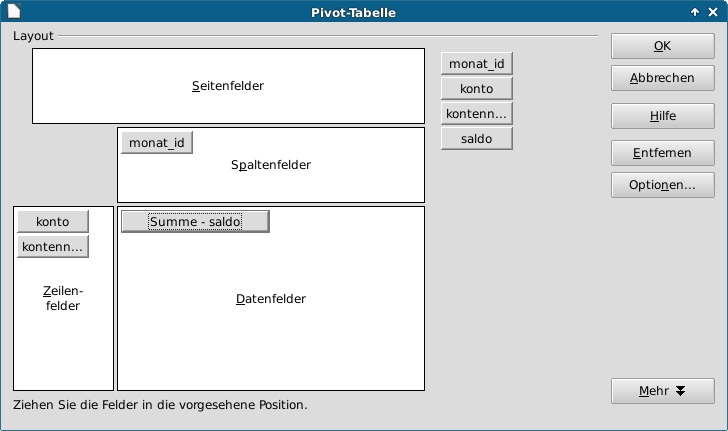 Pivot-Tabelle
Layout
Seitenfelder
monat_id
konto
kontenn...
saldo
OK
Abbrechen
Hilfe
Entfernen
Optionen...
monat_id
Spaltenfelder
konto
kontenn...
Zeilen-
felder
Summe - saldo
Datenfelder
Mehr
Ziehen Sie die Felder in die vorgesehene Position.